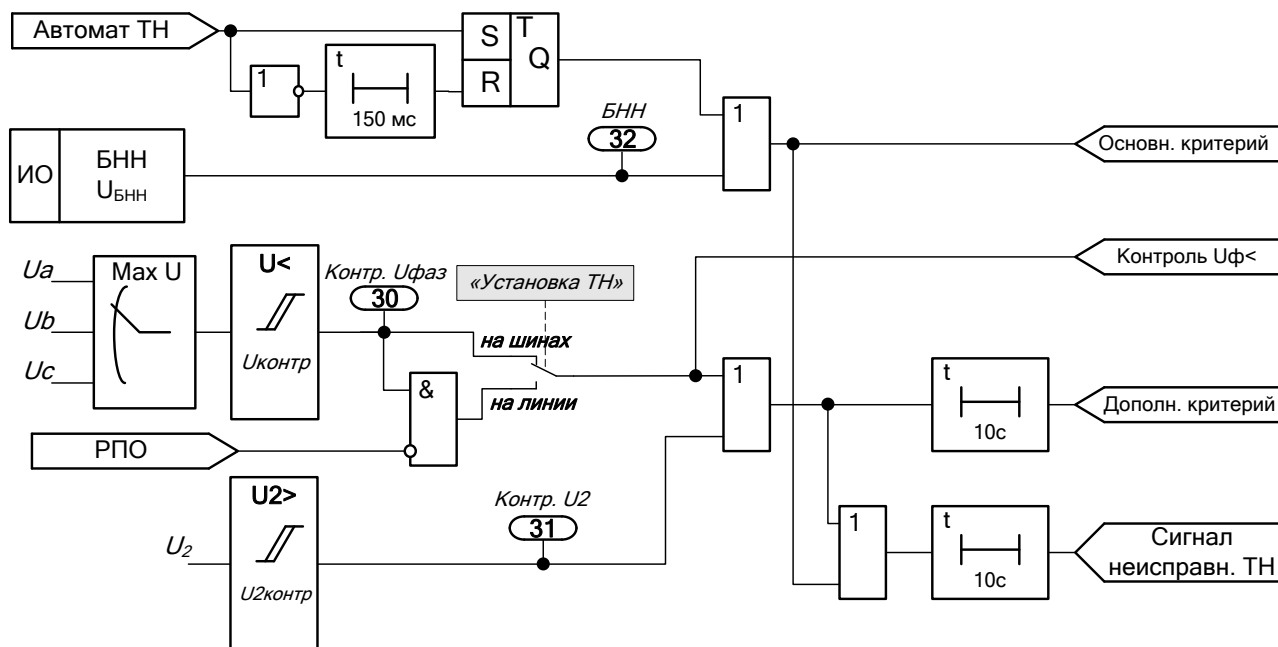 Автомат ТН
S
T
Q
R
1
t
150 мс
БНН
32
1
Основн. критерий
ИО
БНН
UБНН
Ua
Ub
Uc
Max U
U<
Uконтр
Контр. Uфаз
30
«Установка ТН»
на шинах
на линии
Контроль Uф<
&
РПО
1
t
10с
Дополн. критерий
U2
U2>
U2контр
Контр. U2
31
1
t
10с
Сигнал
неисправн. ТН